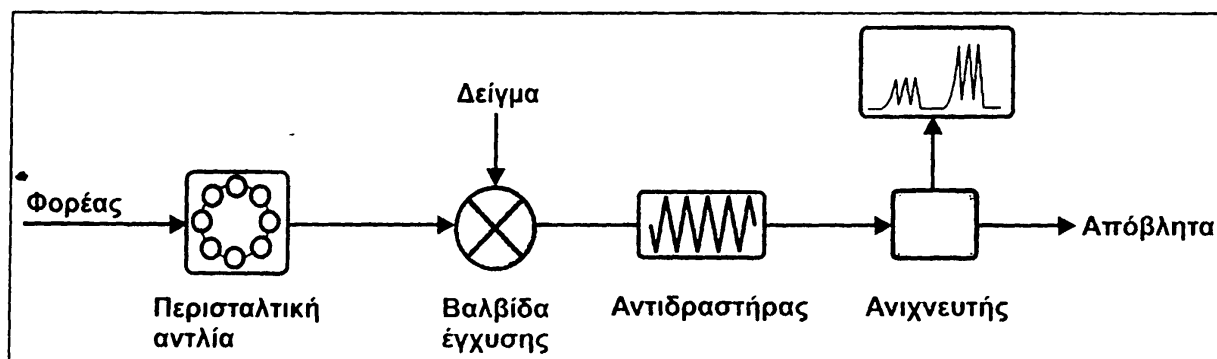 Δείγμα
Φορέας
Απόβλητα
Περισταλτική
αντλία
Βαλβίδα
έγχυσης
Αντιδραστήρας
Ανιχνευτής